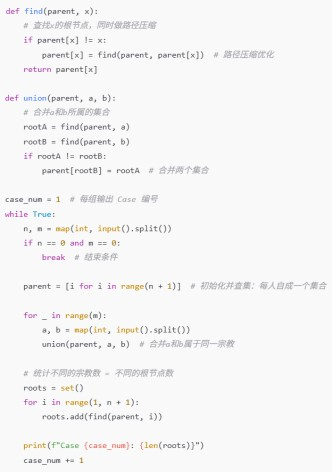 def find(parent, x):
    # 查找x的根节点，同时做路径压缩
    if parent[x] != x:
        parent[x] = find(parent, parent[x])  # 路径压缩优化
    return parent[x]

def union(parent, a, b):
    # 合并a和b所属的集合
    rootA = find(parent, a)
    rootB = find(parent, b)
    if rootA != rootB:
        parent[rootB] = rootA  # 合并两个集合

case_num = 1  # 每组输出 Case 编号
while True:
    n, m = map(int, input().split())
    if n == 0 and m == 0:
        break  # 结束条件

    parent = [i for i in range(n + 1)]  # 初始化并查集：每人自成一个集合

    for _ in range(m):
        a, b = map(int, input().split())
        union(parent, a, b)  # 合并a和b属于同一宗教

    # 统计不同的宗教数 = 不同的根节点数
    roots = set()
    for i in range(1, n + 1):
        roots.add(find(parent, i))

    print(f"Case {case_num}: {len(roots)}")
    case_num += 1